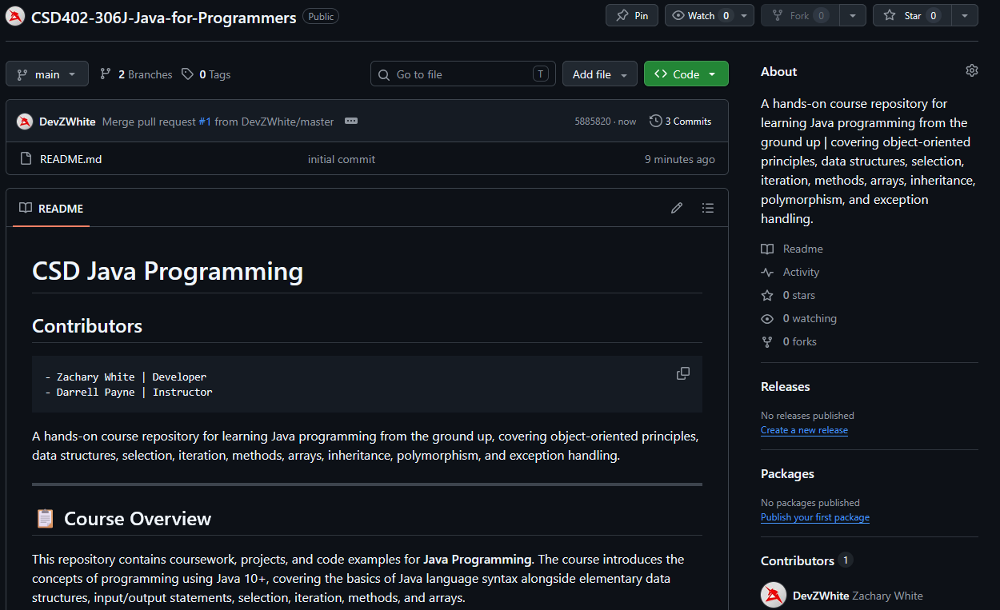 CSD402-306J-Java-for-Programmers Public Pin Watch 0 Fork 0 Star 0
main 2 Branches 0 Tags Go to file T Add file Code
DevZWhite Merge pull request #1 from DevZWhite/master 5885820 · now 3 Commits
README.md initial commit 9 minutes ago
README
CSD Java Programming
Contributors
- Zachary White | Developer
- Darrell Payne | Instructor
A hands-on course repository for learning Java programming from the ground up, covering object-oriented principles,
data structures, selection, iteration, methods, arrays, inheritance, polymorphism, and exception handling.
📋 Course Overview
This repository contains coursework, projects, and code examples for Java Programming. The course introduces the
concepts of programming using Java 10+, covering the basics of Java language syntax alongside elementary data
structures, input/output statements, selection, iteration, methods, and arrays.
About
A hands-on course repository for
learning Java programming from the
ground up | covering object-oriented
principles, data structures, selection,
iteration, methods, arrays, inheritance,
polymorphism, and exception
handling.
Readme
Activity
0 stars
0 watching
0 forks
Releases
No releases published
Create a new release
Packages
No packages published
Publish your first package
Contributors 1
DevZWhite Zachary White